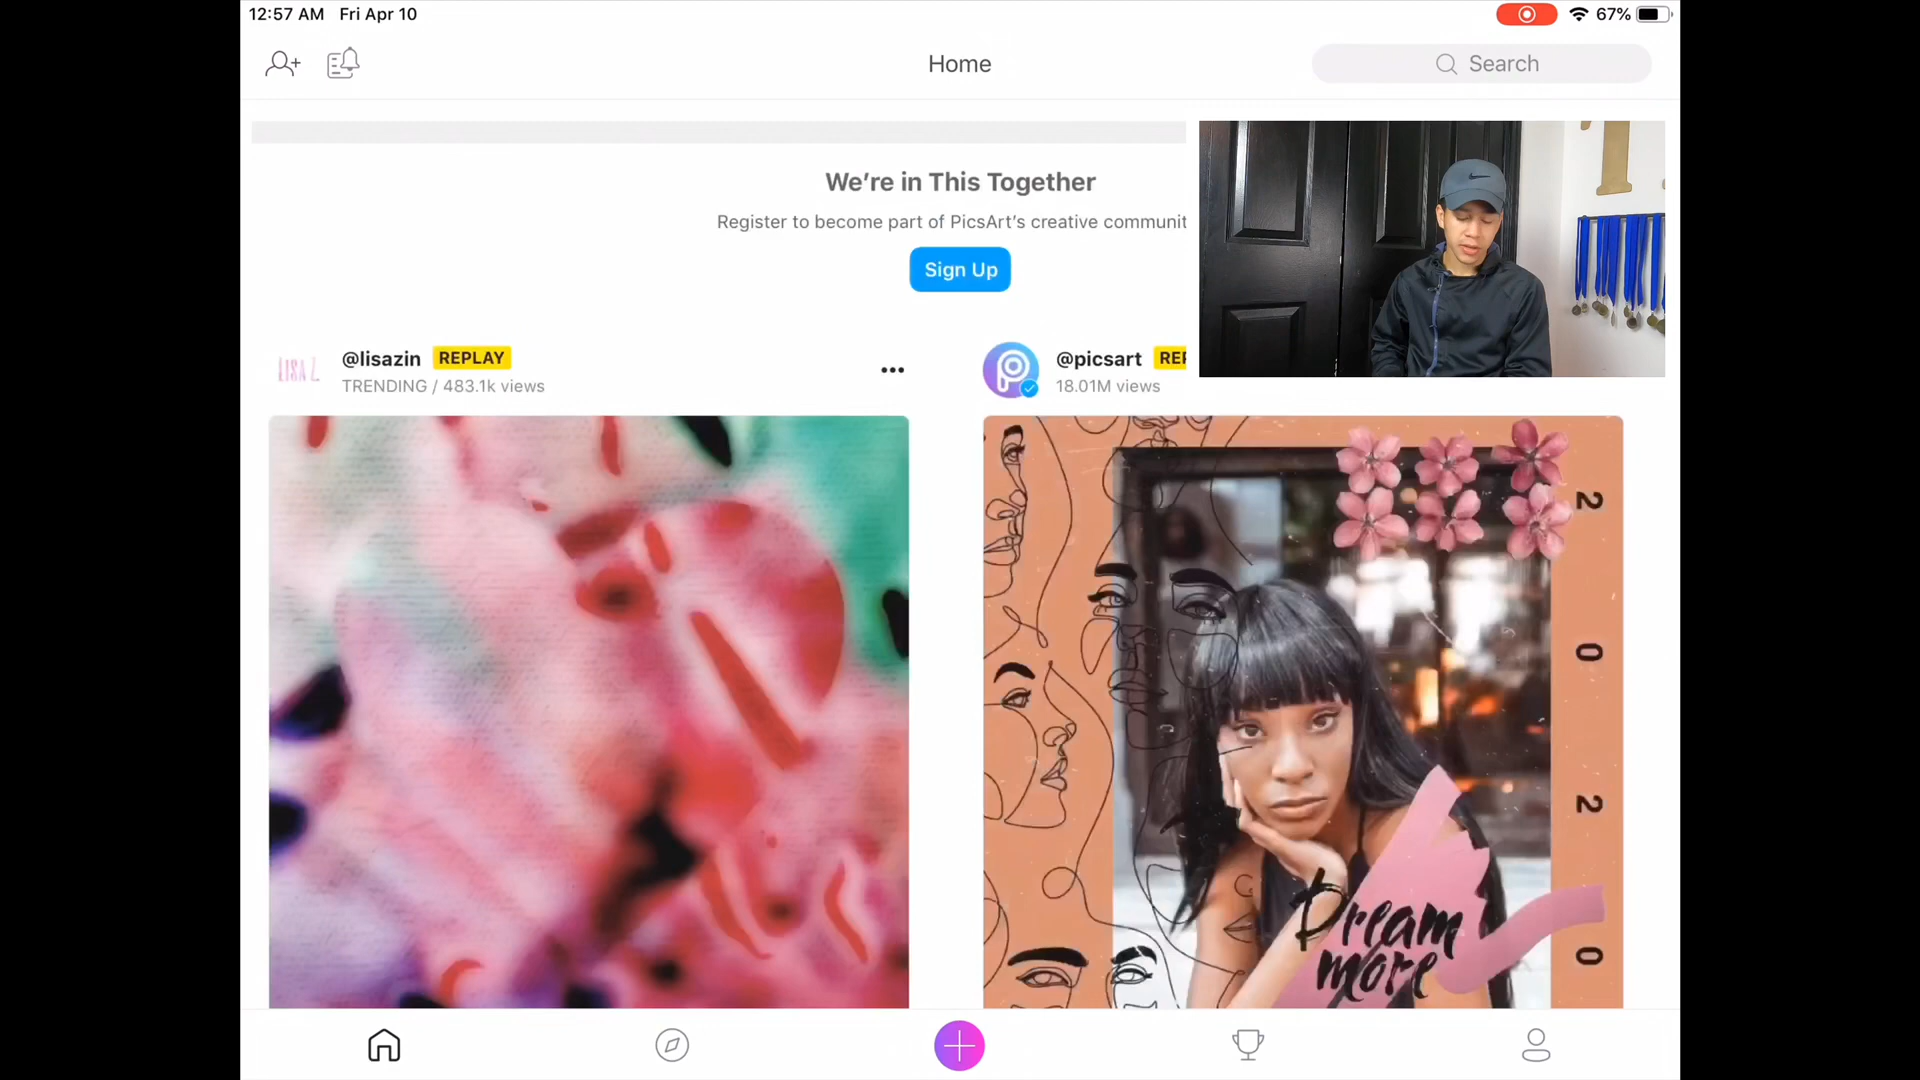 12:57 AM Fri Apr 10
67%
Home
Search
We’re in This Together
Register to become part of PicsArt’s creative communit
Sign Up
LISA Z.
@lisazin REPLAY
TRENDING / 483.1k views
@picsart REP
18.01M views
2
0
2
0
Dream
more